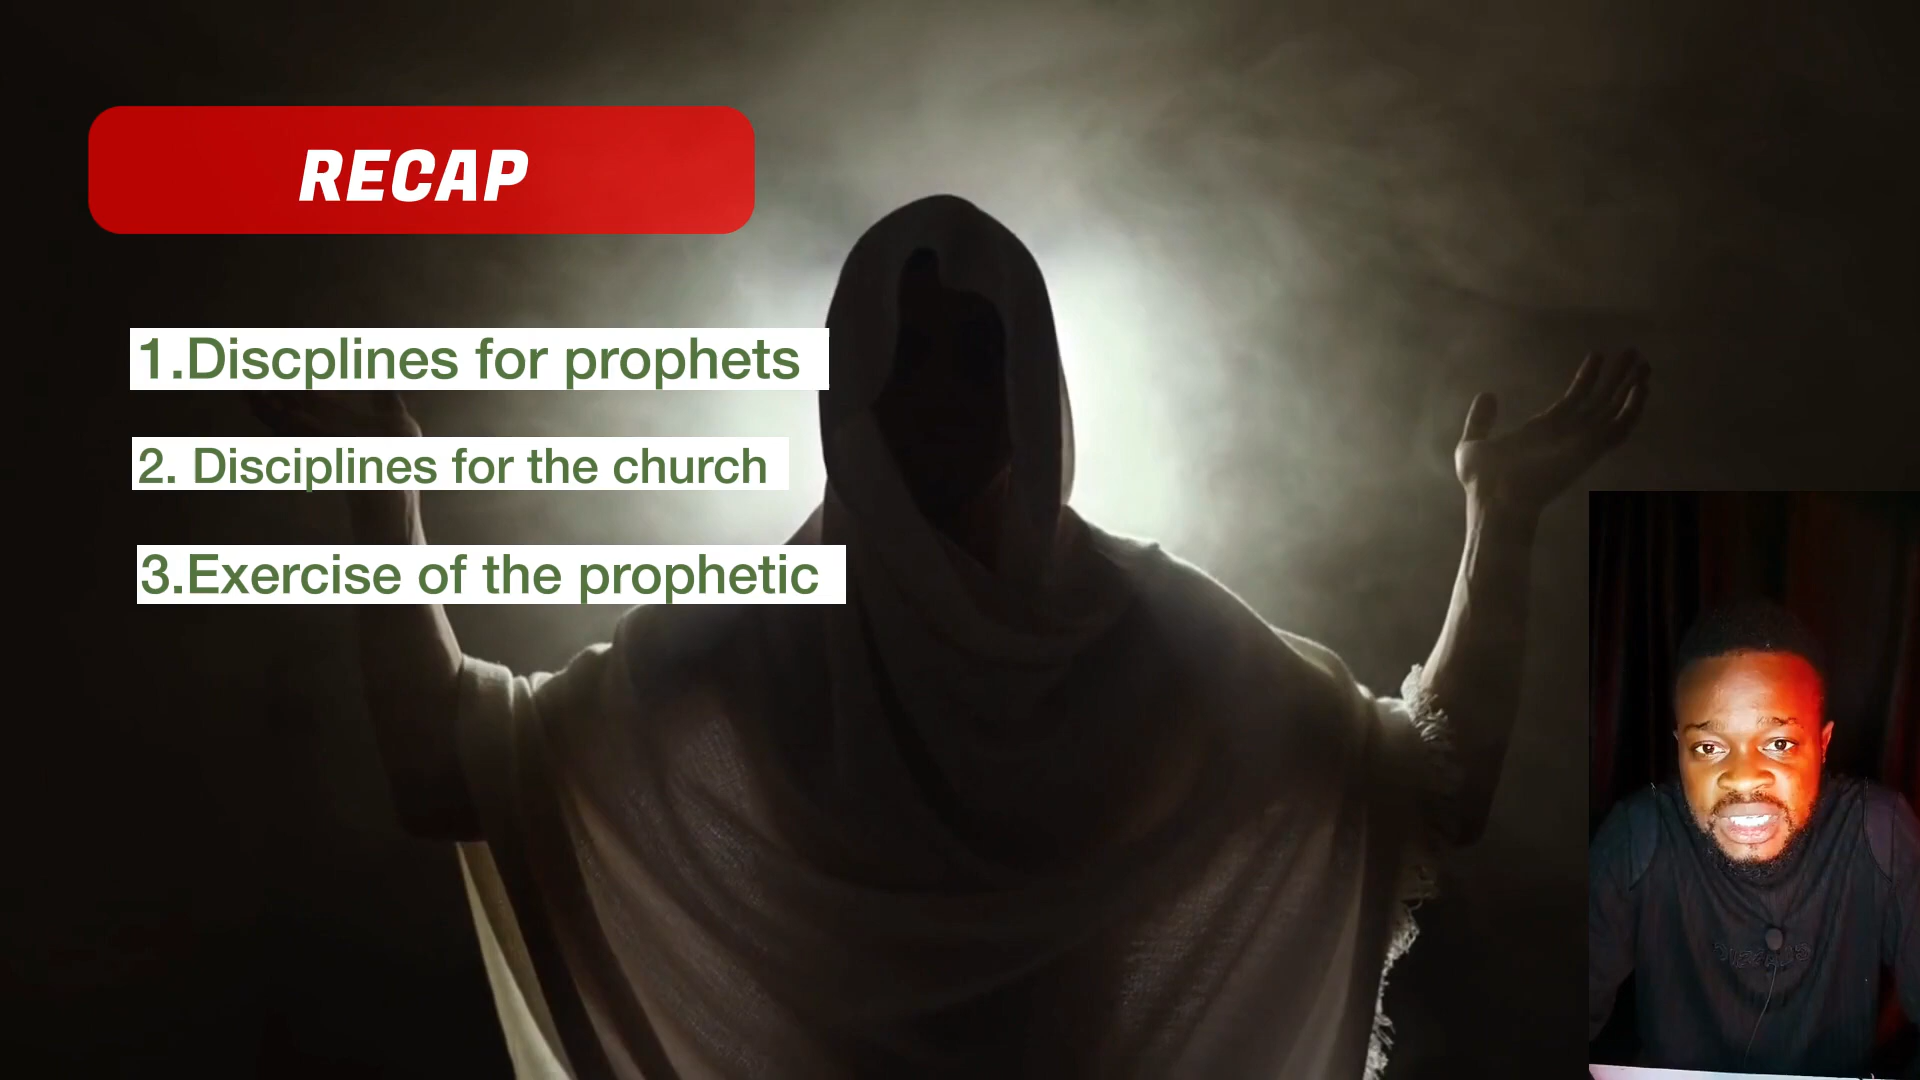 RECAP
1.Discplines for prophets
2. Disciplines for the church
3.Exercise of the prophetic